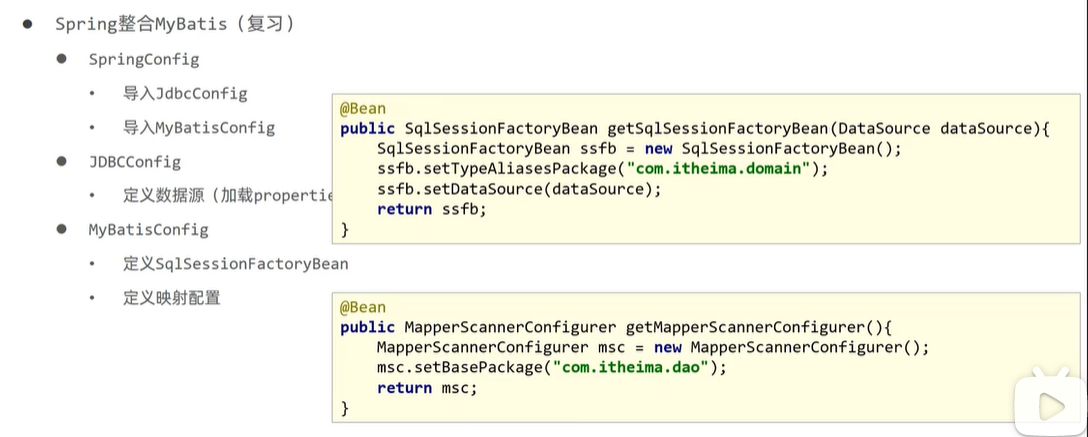 ● Spring整合MyBatis（复习）
● SpringConfig
• 导入JdbcConfig
• 导入MyBatisConfig
● JDBCConfig
• 定义数据源（加载propertie
● MyBatisConfig
• 定义SqlSessionFactoryBean
• 定义映射配置
@Bean
public SqlSessionFactoryBean getSqlSessionFactoryBean(DataSource dataSource){
    SqlSessionFactoryBean ssfb = new SqlSessionFactoryBean();
    ssfb.setTypeAliasesPackage("com.itheima.domain");
    ssfb.setDataSource(dataSource);
    return ssfb;
}
@Bean
public MapperScannerConfigurer getMapperScannerConfigurer(){
    MapperScannerConfigurer msc = new MapperScannerConfigurer();
    msc.setBasePackage("com.itheima.dao");
    return msc;
}